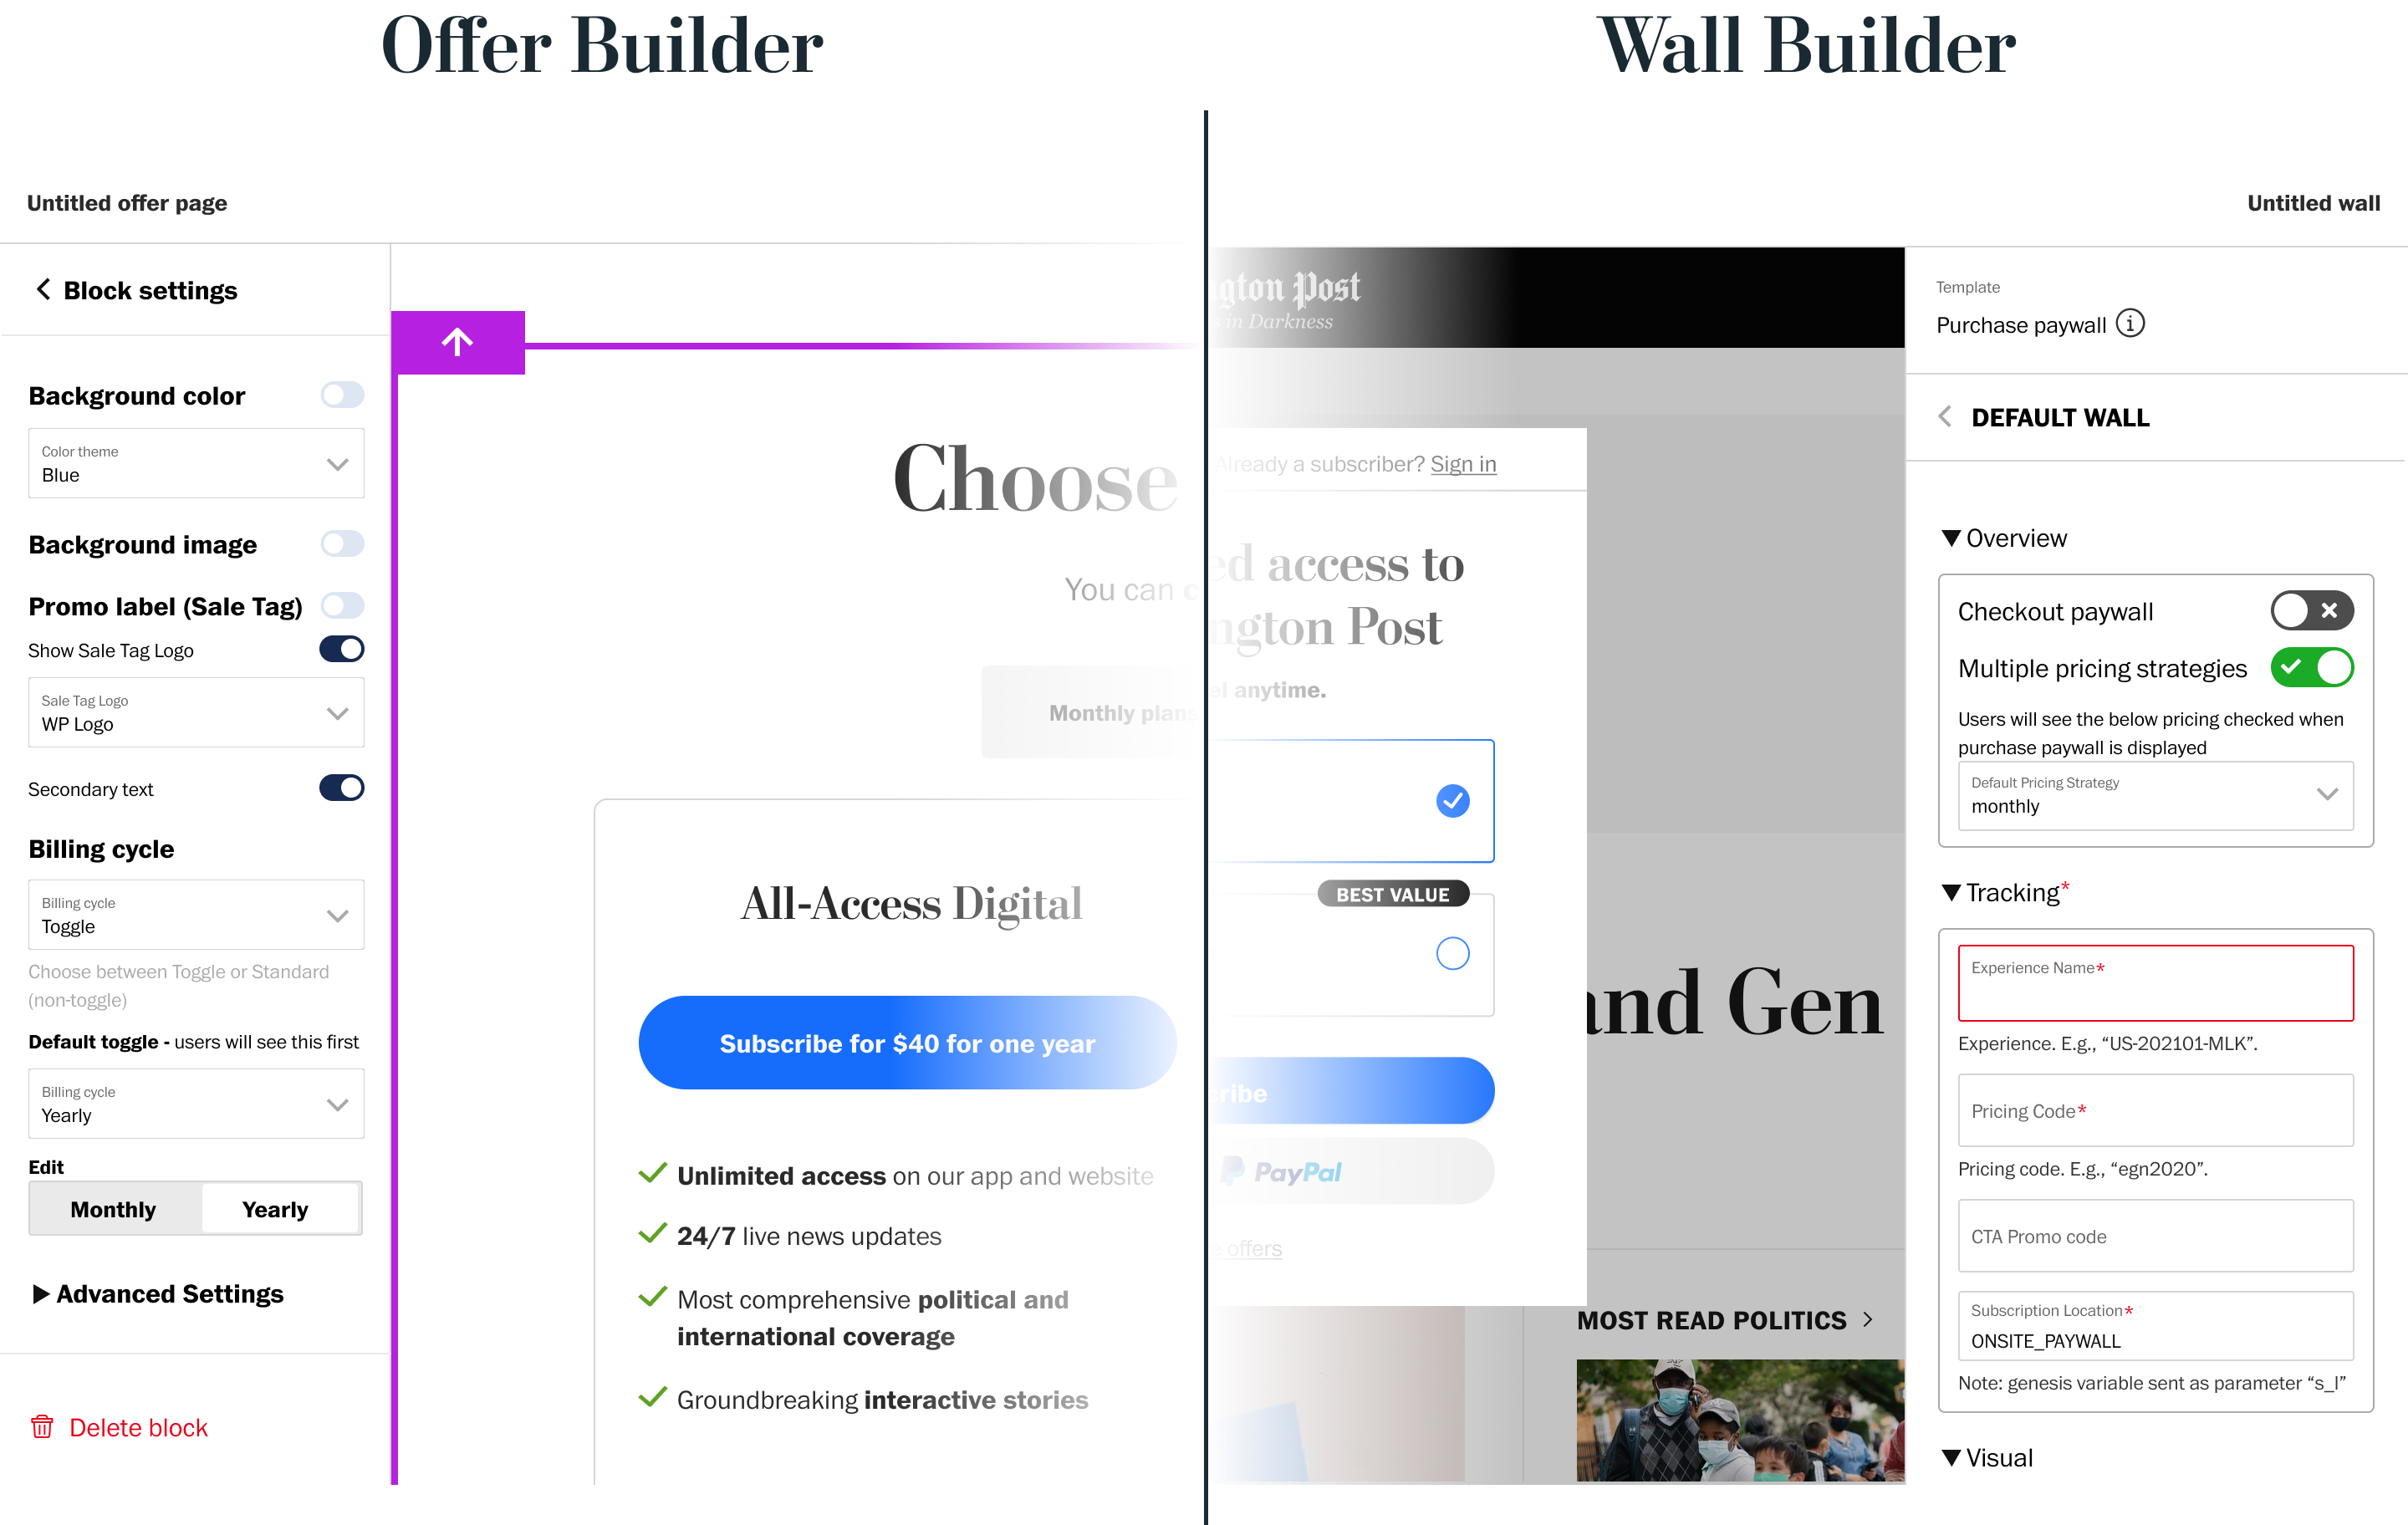 Offer Builder
Untitled offer page
Block settings
Background color
Color theme
Blue
Background image
Promo label (Sale Tag)
Show Sale Tag Logo
Sale Tag Logo
WP Logo
Secondary text
Billing cycle
Billing cycle
Toggle
Choose between Toggle or Standard
(non-toggle)
Default toggle - users will see this first
Billing cycle
Yearly
Edit
Monthly
Yearly
Advanced Settings
Delete block
Choose
You can c
Monthly plans
All-Access Digital
Subscribe for $40 for one year
Unlimited access on our app and website
24/7 live news updates
Most comprehensive political and
international coverage
Groundbreaking interactive stories
Wall Builder
Untitled wall
gton Post
s in Darkness
Already a subscriber? Sign in
ed access to
ngton Post
el anytime.
BEST VALUE
cribe
PayPal
e offers
and Gen
MOST READ POLITICS
Template
Purchase paywall
DEFAULT WALL
Overview
Checkout paywall
Multiple pricing strategies
Users will see the below pricing checked when
purchase paywall is displayed
Default Pricing Strategy
monthly
Tracking*
Experience Name*
Experience. E.g., “US-202101-MLK”.
Pricing Code*
Pricing code. E.g., “egn2020”.
CTA Promo code
Subscription Location*
ONSITE_PAYWALL
Note: genesis variable sent as parameter “s_l”
Visual